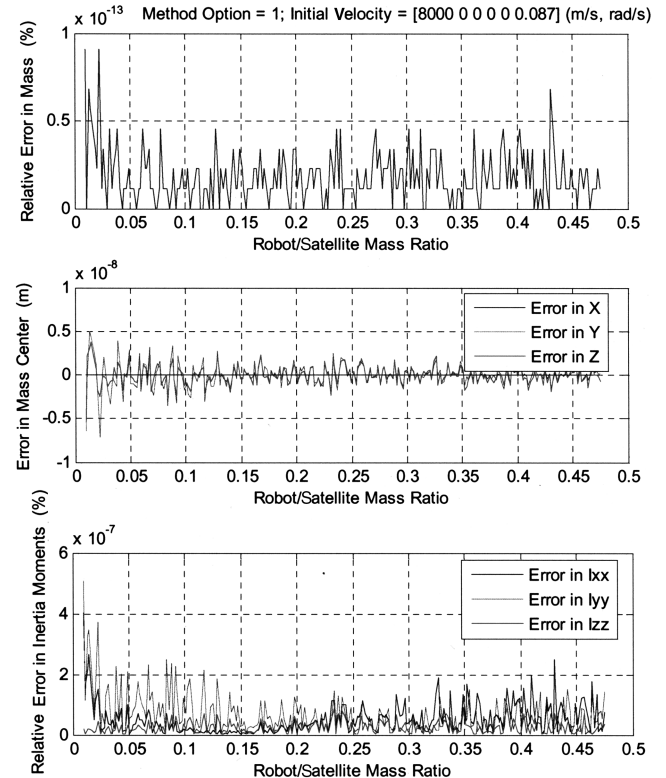 Method Option = 1; Initial Velocity = [8000 0 0 0 0 0.087] (m/s, rad/s)
x 10^-13
1
0.5
0
0 0.05 0.1 0.15 0.2 0.25 0.3 0.35 0.4 0.45 0.5
Relative Error in Mass (%)
Robot/Satellite Mass Ratio
x 10^-8
1
0.5
0
-0.5
-1
0 0.05 0.1 0.15 0.2 0.25 0.3 0.35 0.4 0.45 0.5
Error in Mass Center (m)
Robot/Satellite Mass Ratio
Error in X
Error in Y
Error in Z
x 10^-7
6
4
2
0
0 0.05 0.1 0.15 0.2 0.25 0.3 0.35 0.4 0.45 0.5
Relative Error in Inertia Moments (%)
Robot/Satellite Mass Ratio
Error in Ixx
Error in Iyy
Error in Izz